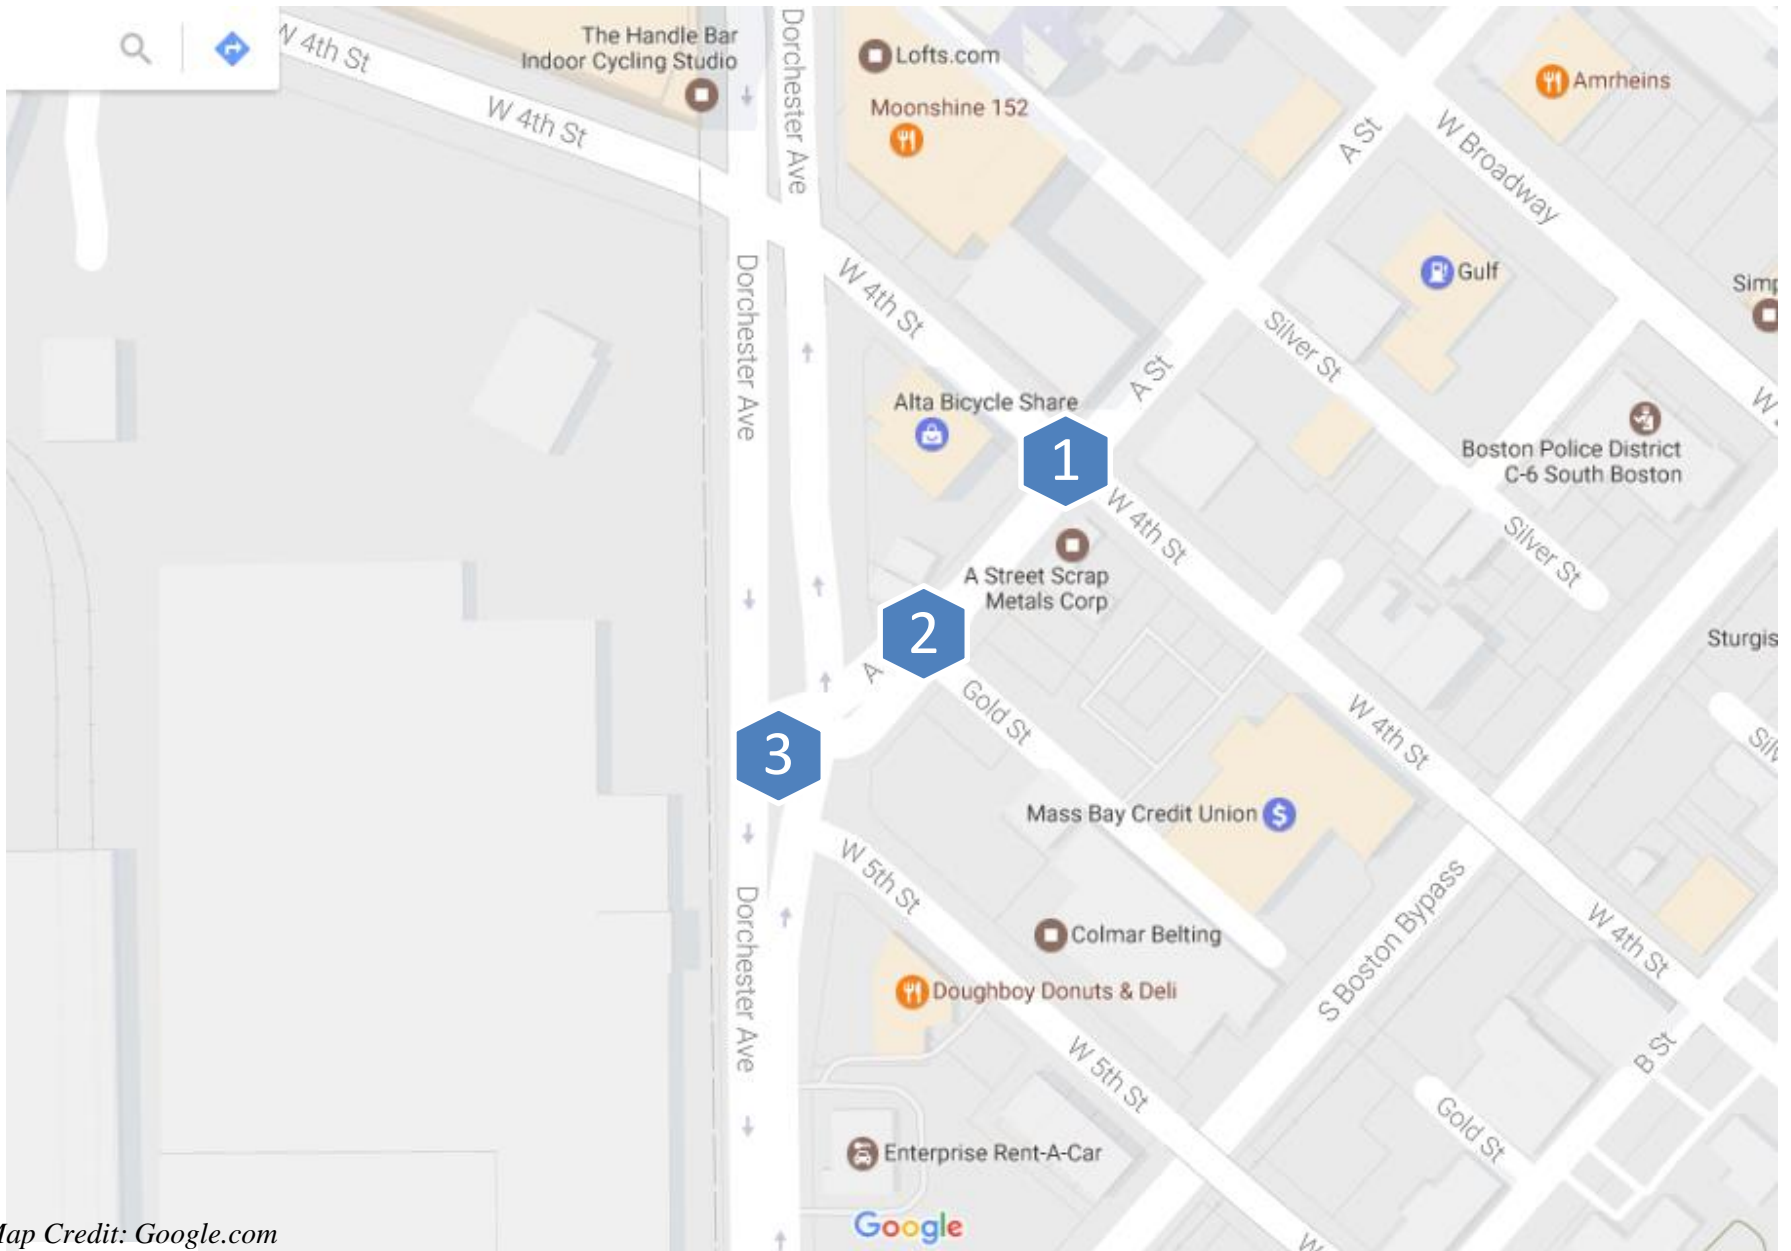 W 4th St
The Handle Bar
Indoor Cycling Studio
Dorchester Ave
Lofts.com
Moonshine 152
Amrheins
W 4th St
A St
W Broadway
Dorchester Ave
W 4th St
Gulf
Silver St
A St
Alta Bicycle Share
1
Boston Police District
C-6 South Boston
W 4th St
Silver St
A Street Scrap
Metals Corp
2
A
Gold St
W 4th St
3
Mass Bay Credit Union
$
W 5th St
Dorchester Ave
Colmar Belting
S Boston Bypass
W 4th St
Doughboy Donuts & Deli
W 5th St
B St
Gold St
Enterprise Rent-A-Car
Google
Map Credit: Google.com